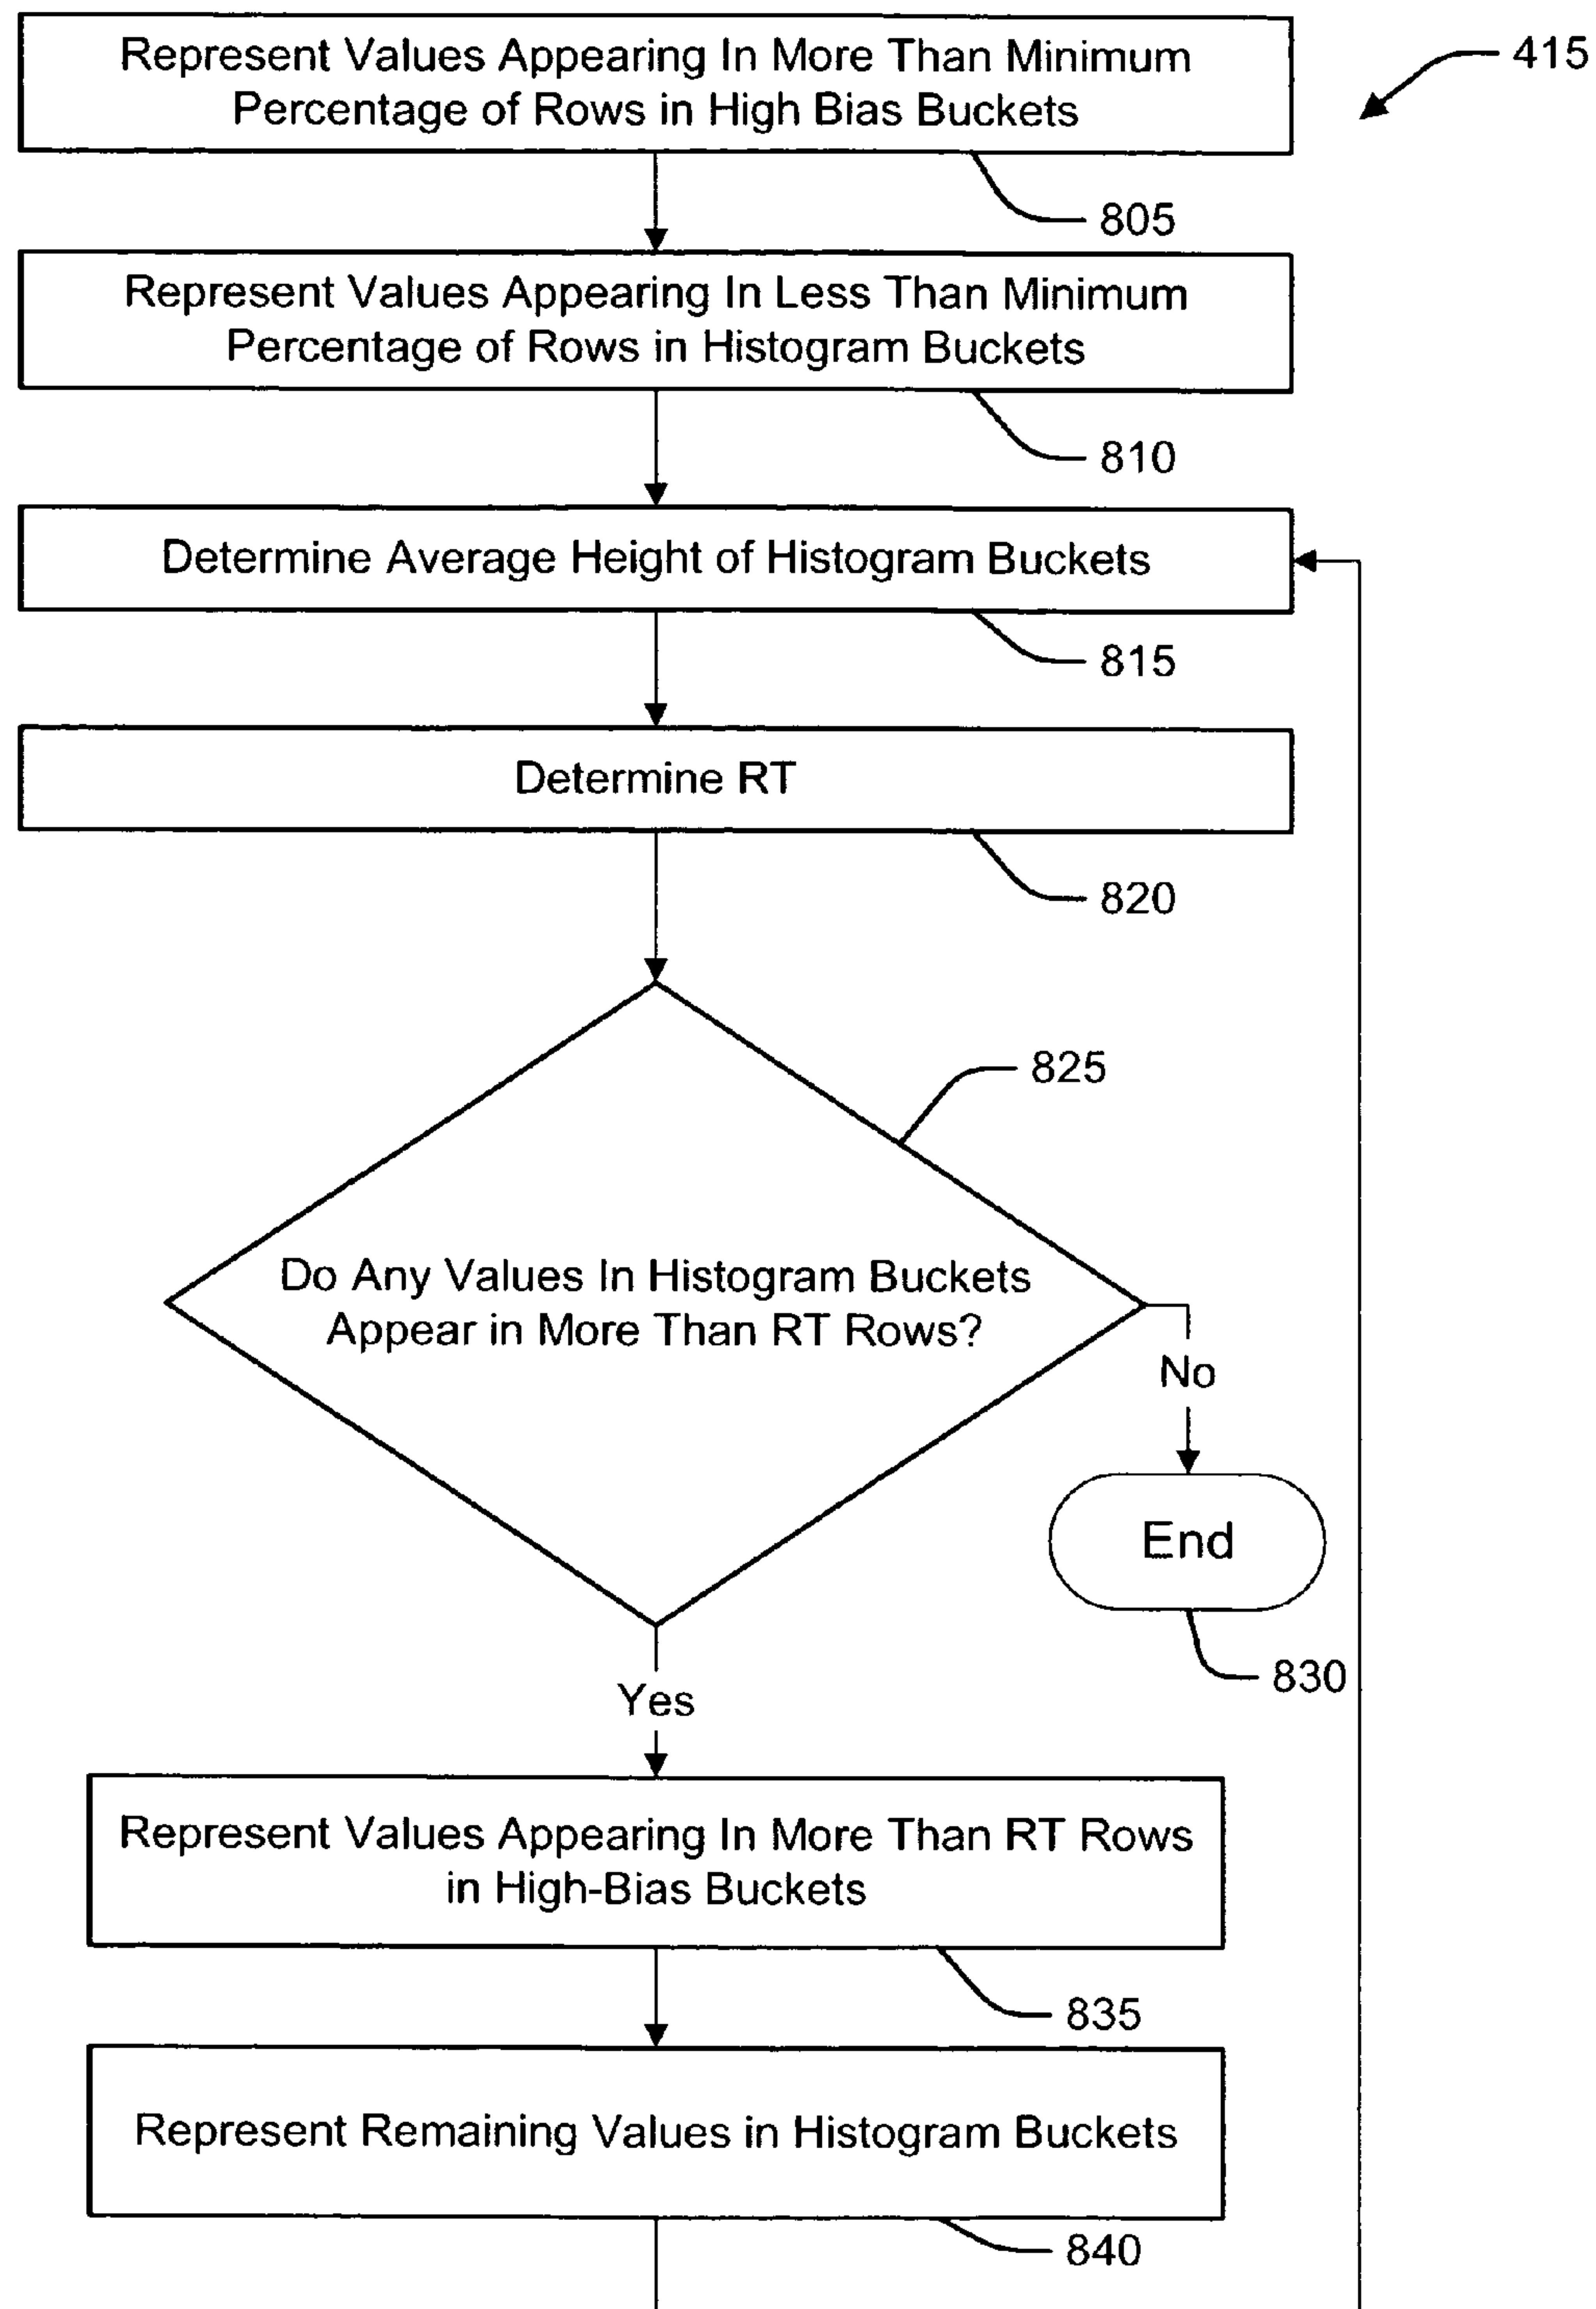 Represent Values Appearing In More Than Minimum
Percentage of Rows in High Bias Buckets
415
805
Represent Values Appearing In Less Than Minimum
Percentage of Rows in Histogram Buckets
810
Determine Average Height of Histogram Buckets
815
Determine RT
820
825
Do Any Values In Histogram Buckets
Appear in More Than RT Rows?
No
End
830
Yes
Represent Values Appearing In More Than RT Rows
in High-Bias Buckets
835
Represent Remaining Values in Histogram Buckets
840